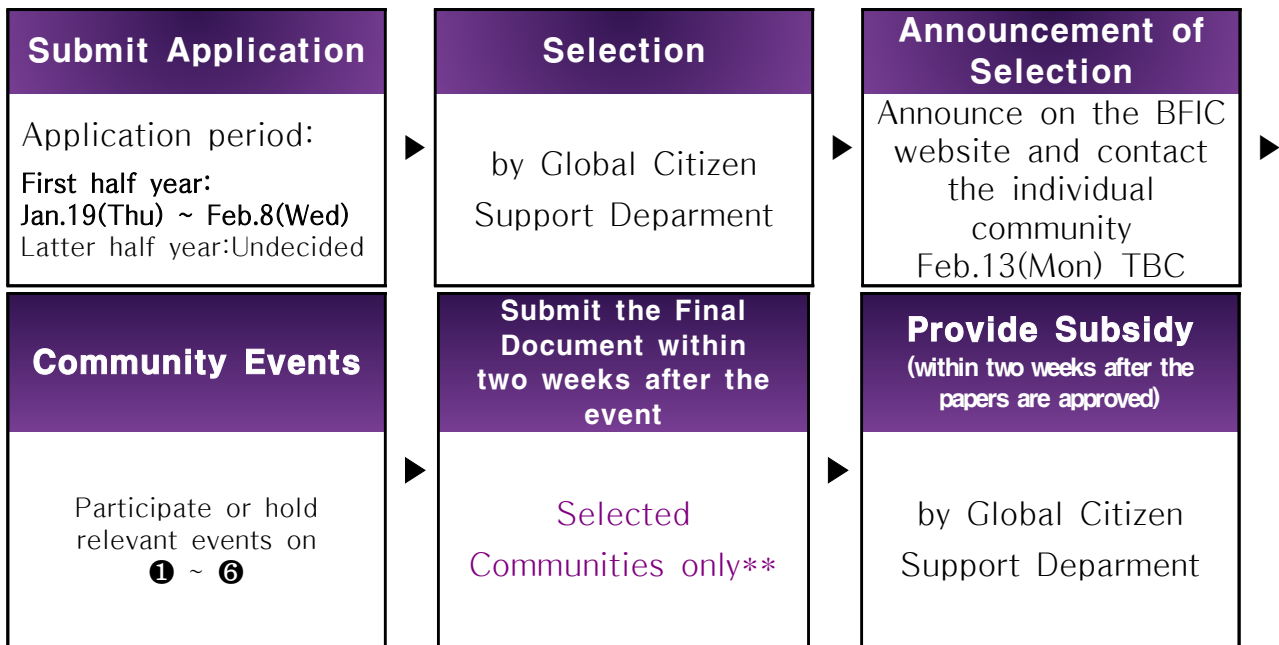 Submit Application
Application period:
First half year:
Jan.19(Thu) ~ Feb.8(Wed)
Latter half year:Undecided
▶
Selection
by Global Citizen
Support Deparment
▶
Announcement of
Selection
Announce on the BFIC
website and contact
the individual
community
Feb.13(Mon) TBC
▶
Community Events
Participate or hold
relevant events on
❶ ~ ❻
▶
Submit the Final
Document within
two weeks after the
event
Selected
Communities only**
▶
Provide Subsidy
(within two weeks after the
papers are approved)
by Global Citizen
Support Deparment